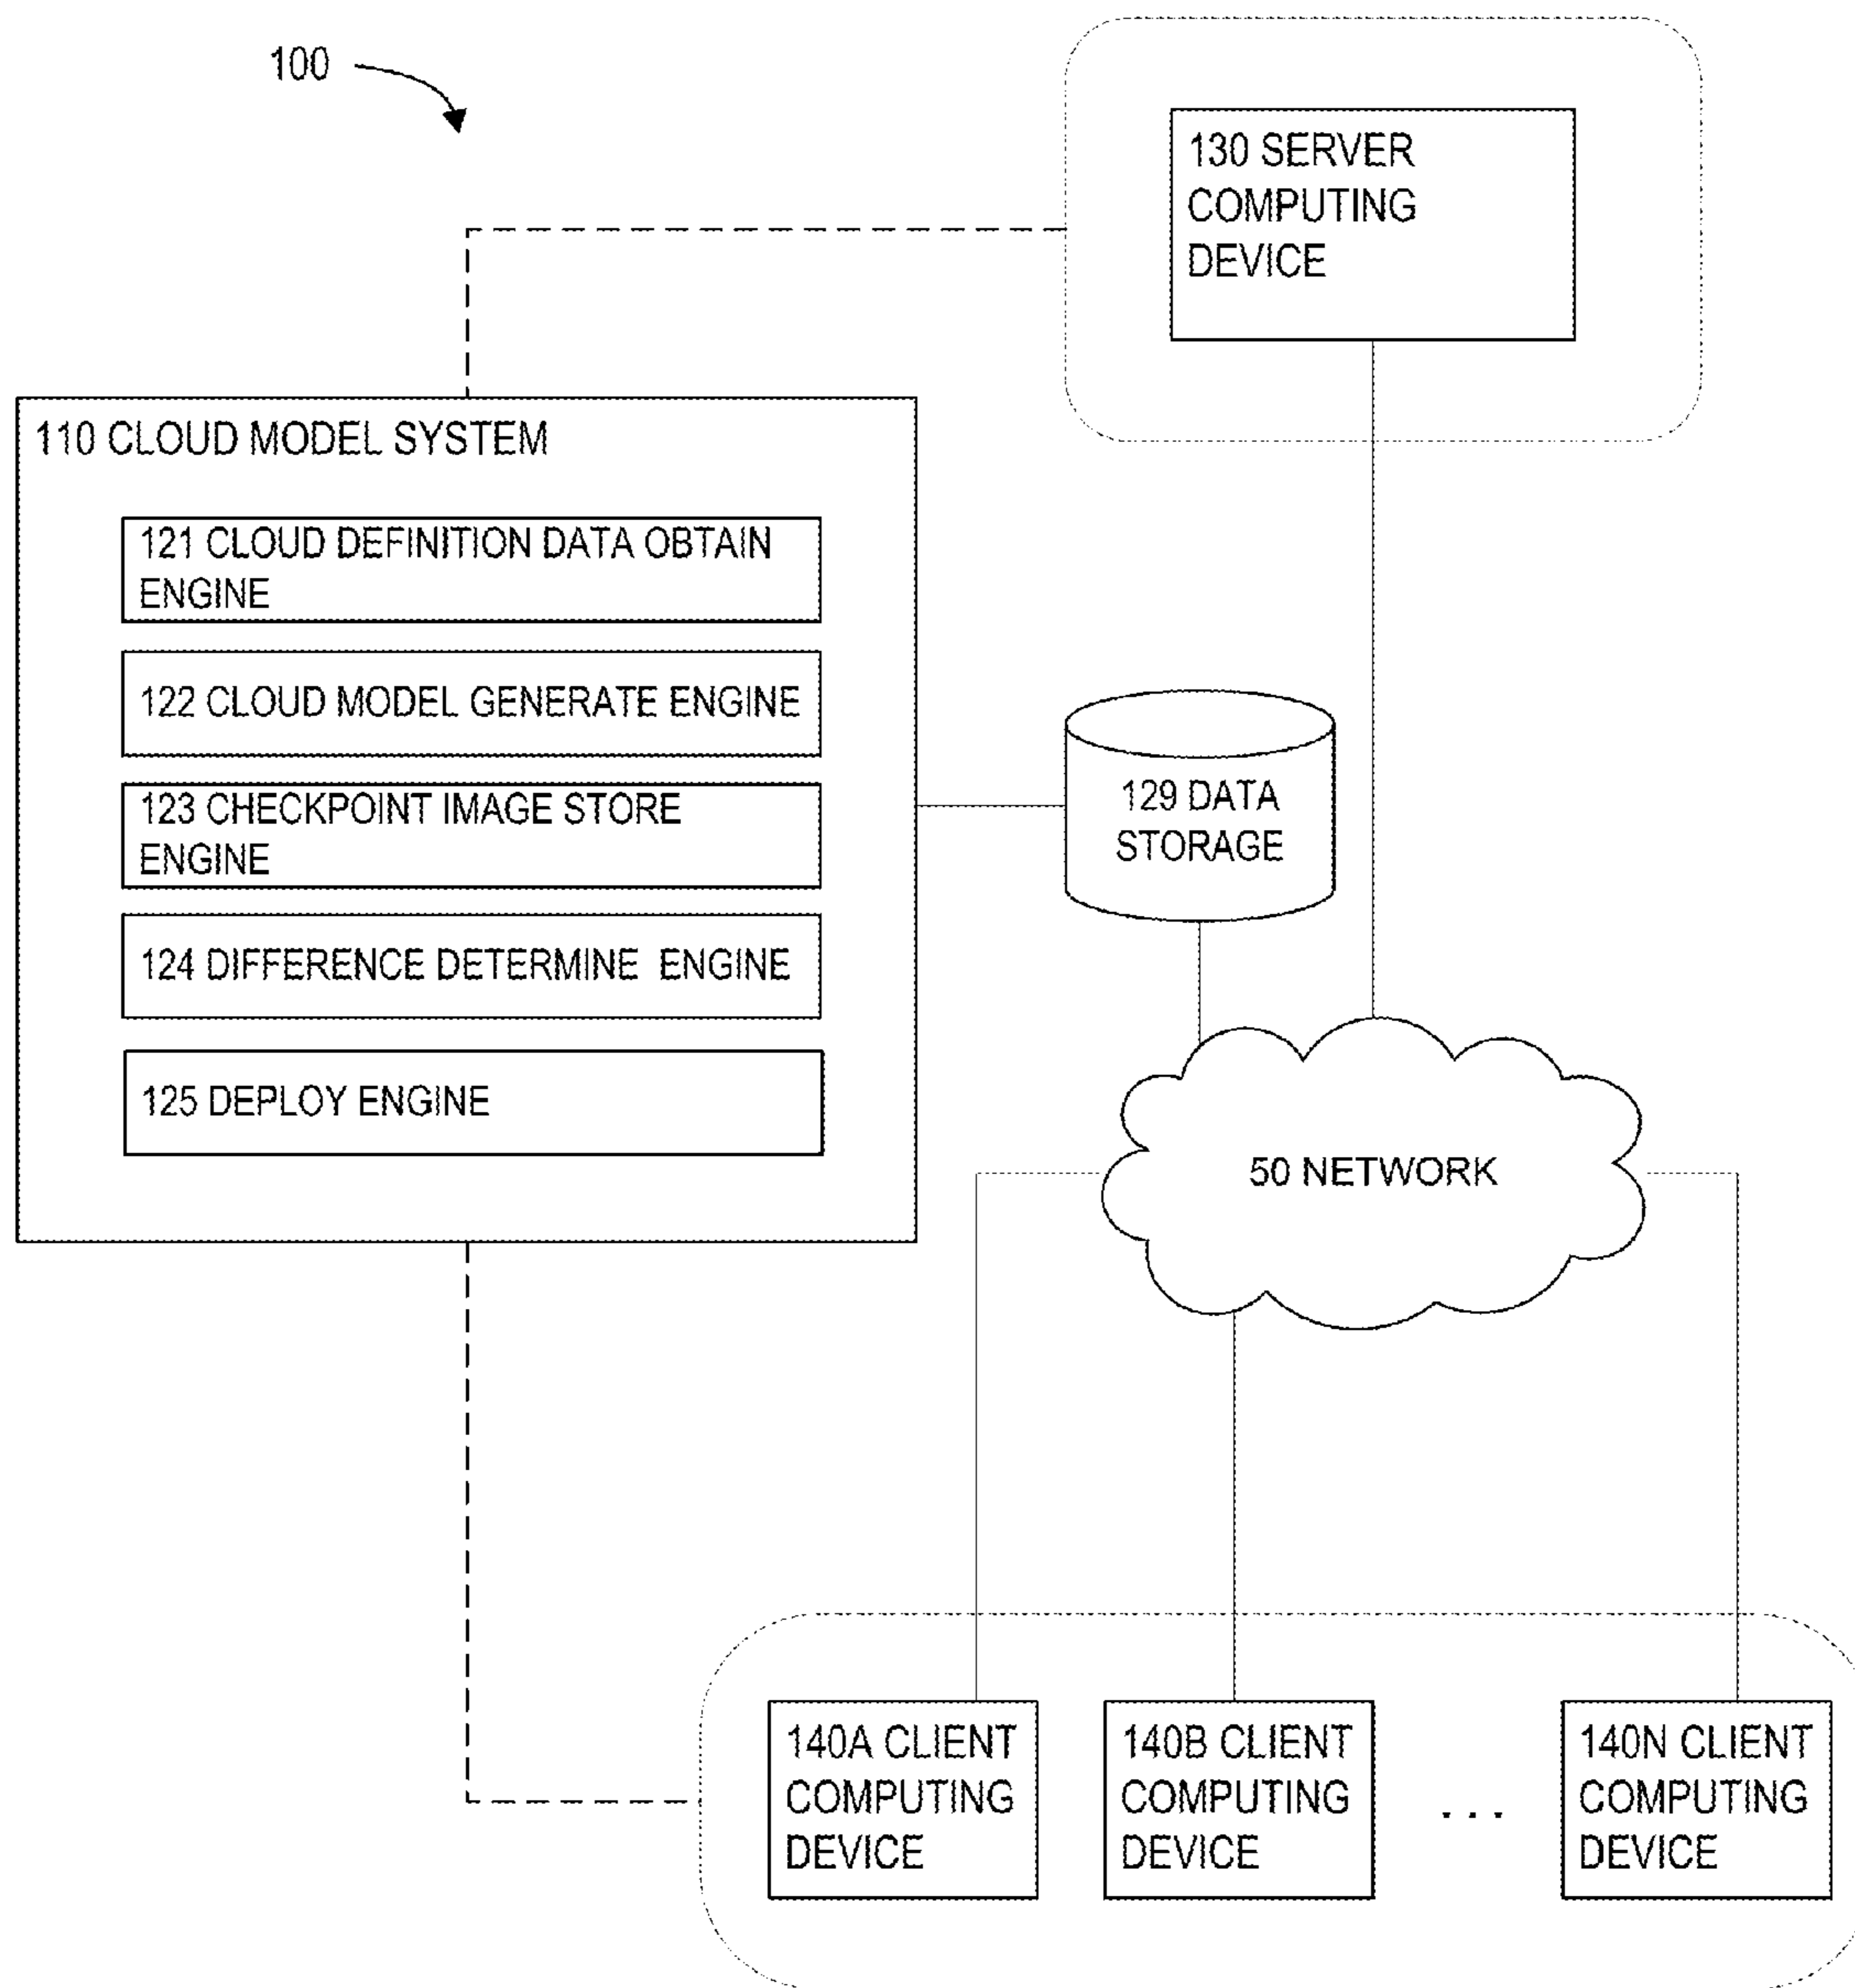 100
130 SERVER
COMPUTING
DEVICE
110 CLOUD MODEL SYSTEM
121 CLOUD DEFINITION DATA OBTAIN
ENGINE
122 CLOUD MODEL GENERATE ENGINE
123 CHECKPOINT IMAGE STORE
ENGINE
124 DIFFERENCE DETERMINE ENGINE
125 DEPLOY ENGINE
129 DATA
STORAGE
50 NETWORK
140A CLIENT
COMPUTING
DEVICE
140B CLIENT
COMPUTING
DEVICE
. . .
140N CLIENT
COMPUTING
DEVICE